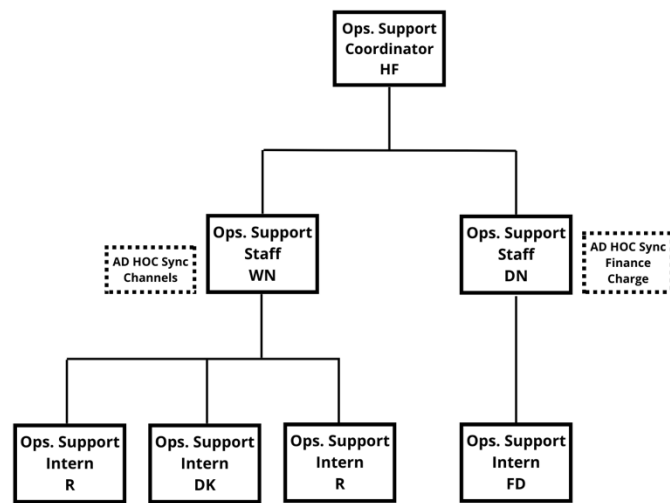 Ops. Support
Coordinator
HF
AD HOC Sync
Channels
Ops. Support
Staff
WN
Ops. Support
Staff
DN
AD HOC Sync
Finance
Charge
Ops. Support
Intern
R
Ops. Support
Intern
DK
Ops. Support
Intern
R
Ops. Support
Intern
FD